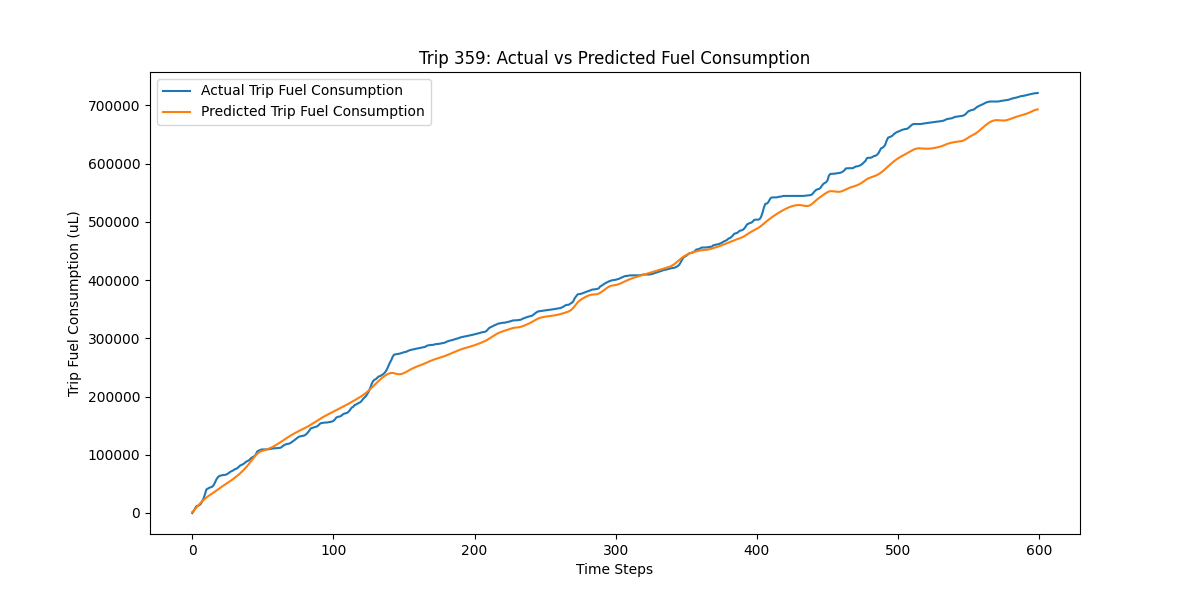 Trip 359: Actual vs Predicted Fuel Consumption
Actual Trip Fuel Consumption
Predicted Trip Fuel Consumption
Trip Fuel Consumption (uL)
700000
600000
500000
400000
300000
200000
100000
0
0 100 200 300 400 500 600
Time Steps